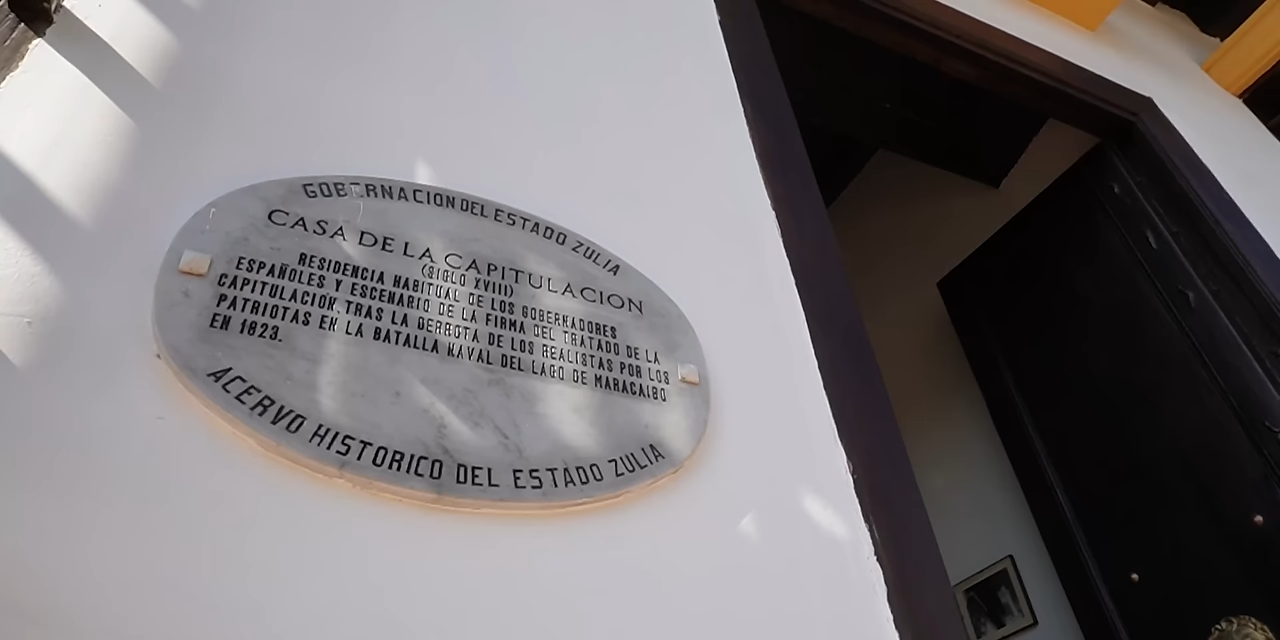 GOBERNACION DEL ESTADO ZULIA
CASA DE LA CAPITULACION
(SIGLO XVIII)
RESIDENCIA HABITUAL DE LOS GOBERNADORES
ESPAÑOLES Y ESCENARIO DE LA FIRMA DEL TRATADO DE LA
CAPITULACIÓN, TRAS LA DERROTA DE LOS REALISTAS POR LOS
PATRIOTAS EN LA BATALLA NAVAL DEL LAGO DE MARACAIBO
EN 1823.
ACERVO HISTORICO DEL ESTADO ZULIA